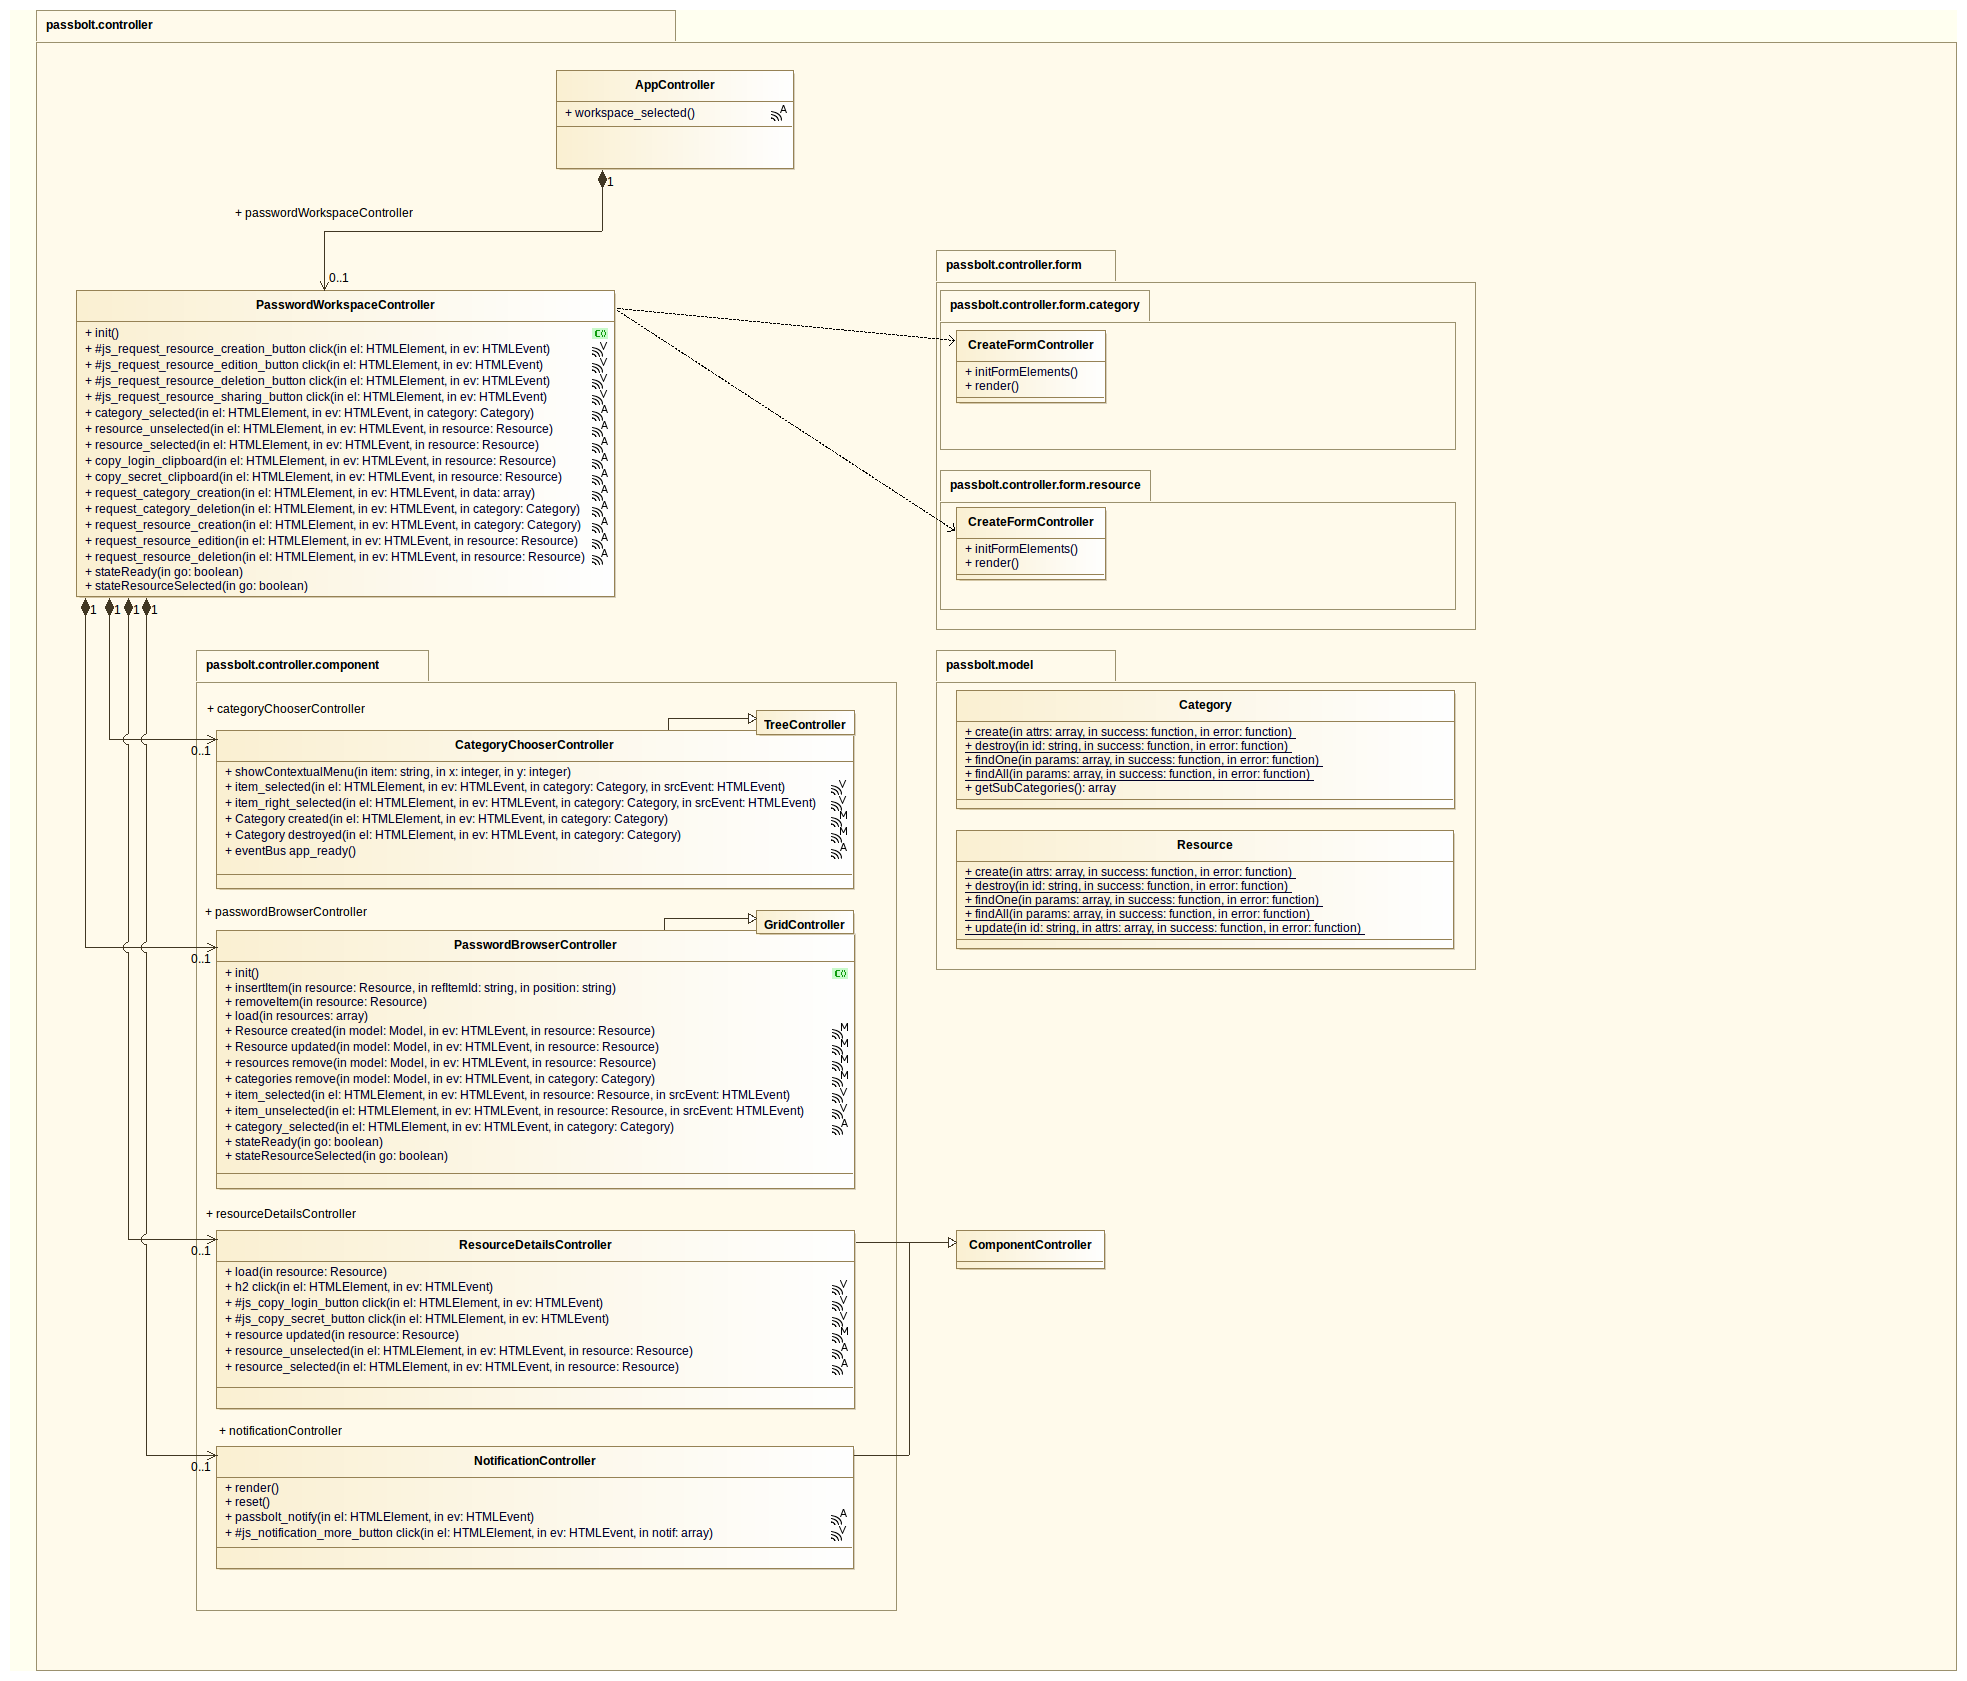 passbolt.controller
AppController
+ workspace_selected()
A
1
+ passwordWorkspaceController
0..1
PasswordWorkspaceController
+ init()
C()
+ #js_request_resource_creation_button click(in el: HTMLElement, in ev: HTMLEvent)
V
+ #js_request_resource_edition_button click(in el: HTMLElement, in ev: HTMLEvent)
V
+ #js_request_resource_deletion_button click(in el: HTMLElement, in ev: HTMLEvent)
V
+ #js_request_resource_sharing_button click(in el: HTMLElement, in ev: HTMLEvent)
V
+ category_selected(in el: HTMLElement, in ev: HTMLEvent, in category: Category)
A
+ resource_unselected(in el: HTMLElement, in ev: HTMLEvent, in resource: Resource)
A
+ resource_selected(in el: HTMLElement, in ev: HTMLEvent, in resource: Resource)
A
+ copy_login_clipboard(in el: HTMLElement, in ev: HTMLEvent, in resource: Resource)
A
+ copy_secret_clipboard(in el: HTMLElement, in ev: HTMLEvent, in resource: Resource)
A
+ request_category_creation(in el: HTMLElement, in ev: HTMLEvent, in data: array)
A
+ request_category_deletion(in el: HTMLElement, in ev: HTMLEvent, in category: Category)
A
+ request_resource_creation(in el: HTMLElement, in ev: HTMLEvent, in category: Category)
A
+ request_resource_edition(in el: HTMLElement, in ev: HTMLEvent, in resource: Resource)
A
+ request_resource_deletion(in el: HTMLElement, in ev: HTMLEvent, in resource: Resource)
A
+ stateReady(in go: boolean)
+ stateResourceSelected(in go: boolean)
1 1 1 1
passbolt.controller.form
passbolt.controller.form.category
CreateFormController
+ initFormElements()
+ render()
passbolt.controller.form.resource
CreateFormController
+ initFormElements()
+ render()
passbolt.controller.component
+ categoryChooserController
0..1
TreeController
CategoryChooserController
+ showContextualMenu(in item: string, in x: integer, in y: integer)
+ item_selected(in el: HTMLElement, in ev: HTMLEvent, in category: Category, in srcEvent: HTMLEvent)
V
+ item_right_selected(in el: HTMLElement, in ev: HTMLEvent, in category: Category, in srcEvent: HTMLEvent)
V
+ Category created(in el: HTMLElement, in ev: HTMLEvent, in category: Category)
M
+ Category destroyed(in el: HTMLElement, in ev: HTMLEvent, in category: Category)
M
+ eventBus app_ready()
A
+ passwordBrowserController
0..1
GridController
PasswordBrowserController
+ init()
C()
+ insertItem(in resource: Resource, in refItemId: string, in position: string)
+ removeItem(in resource: Resource)
+ load(in resources: array)
+ Resource created(in model: Model, in ev: HTMLEvent, in resource: Resource)
M
+ Resource updated(in model: Model, in ev: HTMLEvent, in resource: Resource)
M
+ resources remove(in model: Model, in ev: HTMLEvent, in resource: Resource)
M
+ categories remove(in model: Model, in ev: HTMLEvent, in category: Category)
M
+ item_selected(in el: HTMLElement, in ev: HTMLEvent, in resource: Resource, in srcEvent: HTMLEvent)
V
+ item_unselected(in el: HTMLElement, in ev: HTMLEvent, in resource: Resource, in srcEvent: HTMLEvent)
V
+ category_selected(in el: HTMLElement, in ev: HTMLEvent, in category: Category)
A
+ stateReady(in go: boolean)
+ stateResourceSelected(in go: boolean)
+ resourceDetailsController
0..1
ResourceDetailsController
+ load(in resource: Resource)
+ h2 click(in el: HTMLElement, in ev: HTMLEvent)
V
+ #js_copy_login_button click(in el: HTMLElement, in ev: HTMLEvent)
V
+ #js_copy_secret_button click(in el: HTMLElement, in ev: HTMLEvent)
V
+ resource updated(in resource: Resource)
M
+ resource_unselected(in el: HTMLElement, in ev: HTMLEvent, in resource: Resource)
A
+ resource_selected(in el: HTMLElement, in ev: HTMLEvent, in resource: Resource)
A
+ notificationController
0..1
NotificationController
+ render()
+ reset()
+ passbolt_notify(in el: HTMLElement, in ev: HTMLEvent)
A
+ #js_notification_more_button click(in el: HTMLElement, in ev: HTMLEvent, in notif: array)
V
passbolt.model
Category
+ create(in attrs: array, in success: function, in error: function)
+ destroy(in id: string, in success: function, in error: function)
+ findOne(in params: array, in success: function, in error: function)
+ findAll(in params: array, in success: function, in error: function)
+ getSubCategories(): array
Resource
+ create(in attrs: array, in success: function, in error: function)
+ destroy(in id: string, in success: function, in error: function)
+ findOne(in params: array, in success: function, in error: function)
+ findAll(in params: array, in success: function, in error: function)
+ update(in id: string, in attrs: array, in success: function, in error: function)
ComponentController